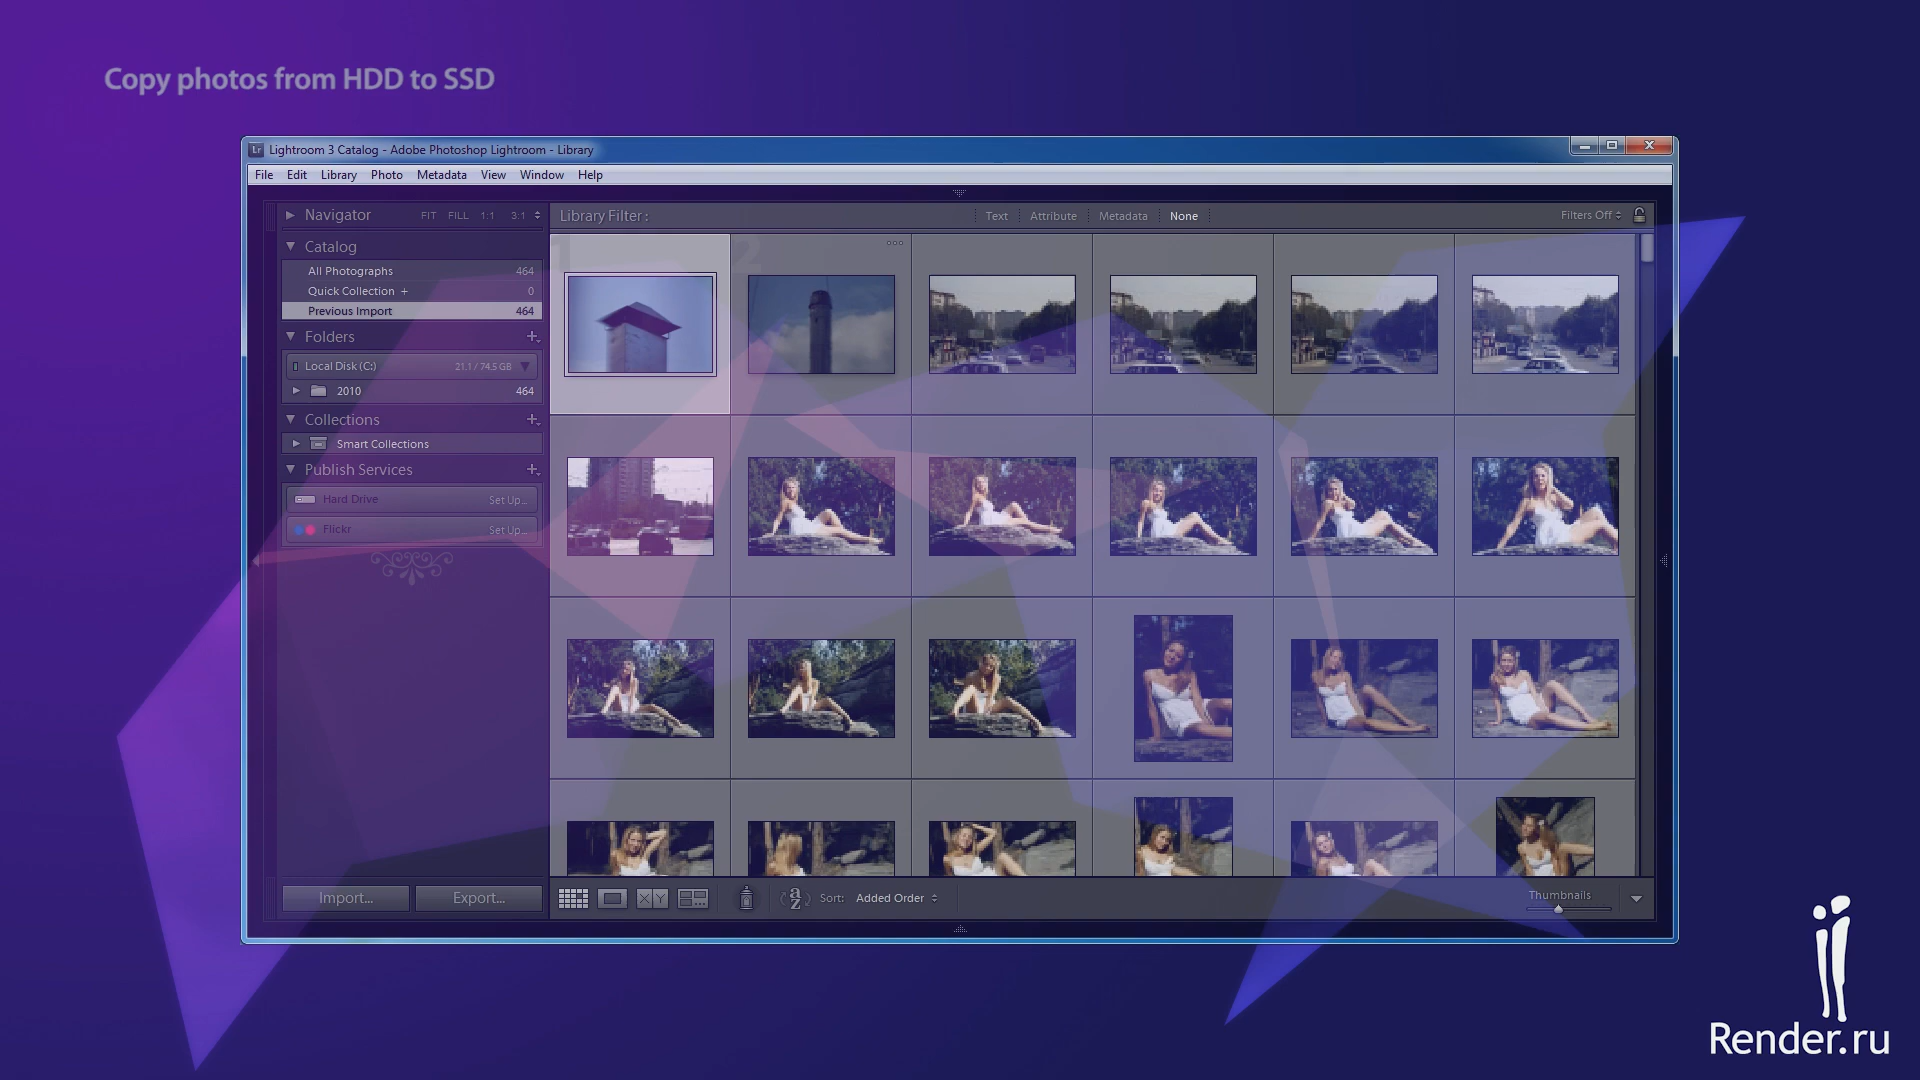 Copy photos from HDD to SSD
Lr Lightroom 3 Catalog - Adobe Photoshop Lightroom - Library
File Edit Library Photo Metadata View Window Help
Navigator FIT FILL 1:1 3:1
Library Filter : Text Attribute Metadata None Filters Off
Catalog
All Photographs 464
Quick Collection + 0
Previous Import 464
Folders
Local Disk (C:) 21.1 / 74.5 GB
2010 464
Collections
Smart Collections
Publish Services
Hard Drive Set Up...
Flickr Set Up...
2
Import... Export...
XY
Sort: Added Order
Thumbnails
Render.ru